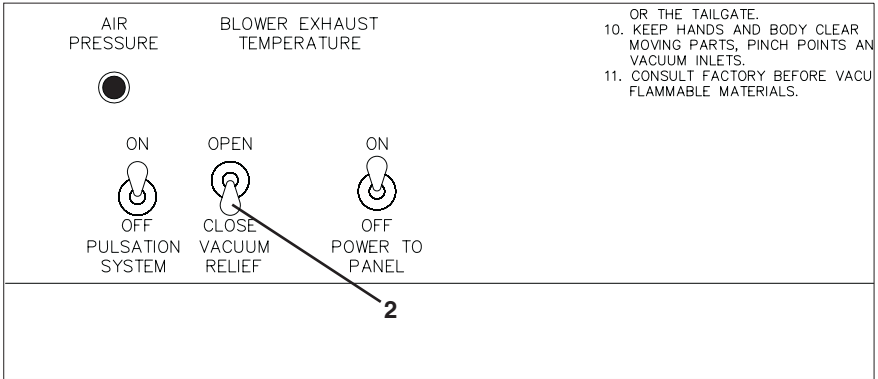 AIR
PRESSURE
BLOWER EXHAUST
TEMPERATURE
OR THE TAILGATE.
10. KEEP HANDS AND BODY CLEAR
MOVING PARTS, PINCH POINTS AN
VACUUM INLETS.
11. CONSULT FACTORY BEFORE VACU
FLAMMABLE MATERIALS.
ON
OFF
PULSATION
SYSTEM
OPEN
CLOSE
VACUUM
RELIEF
ON
OFF
POWER TO
PANEL
2